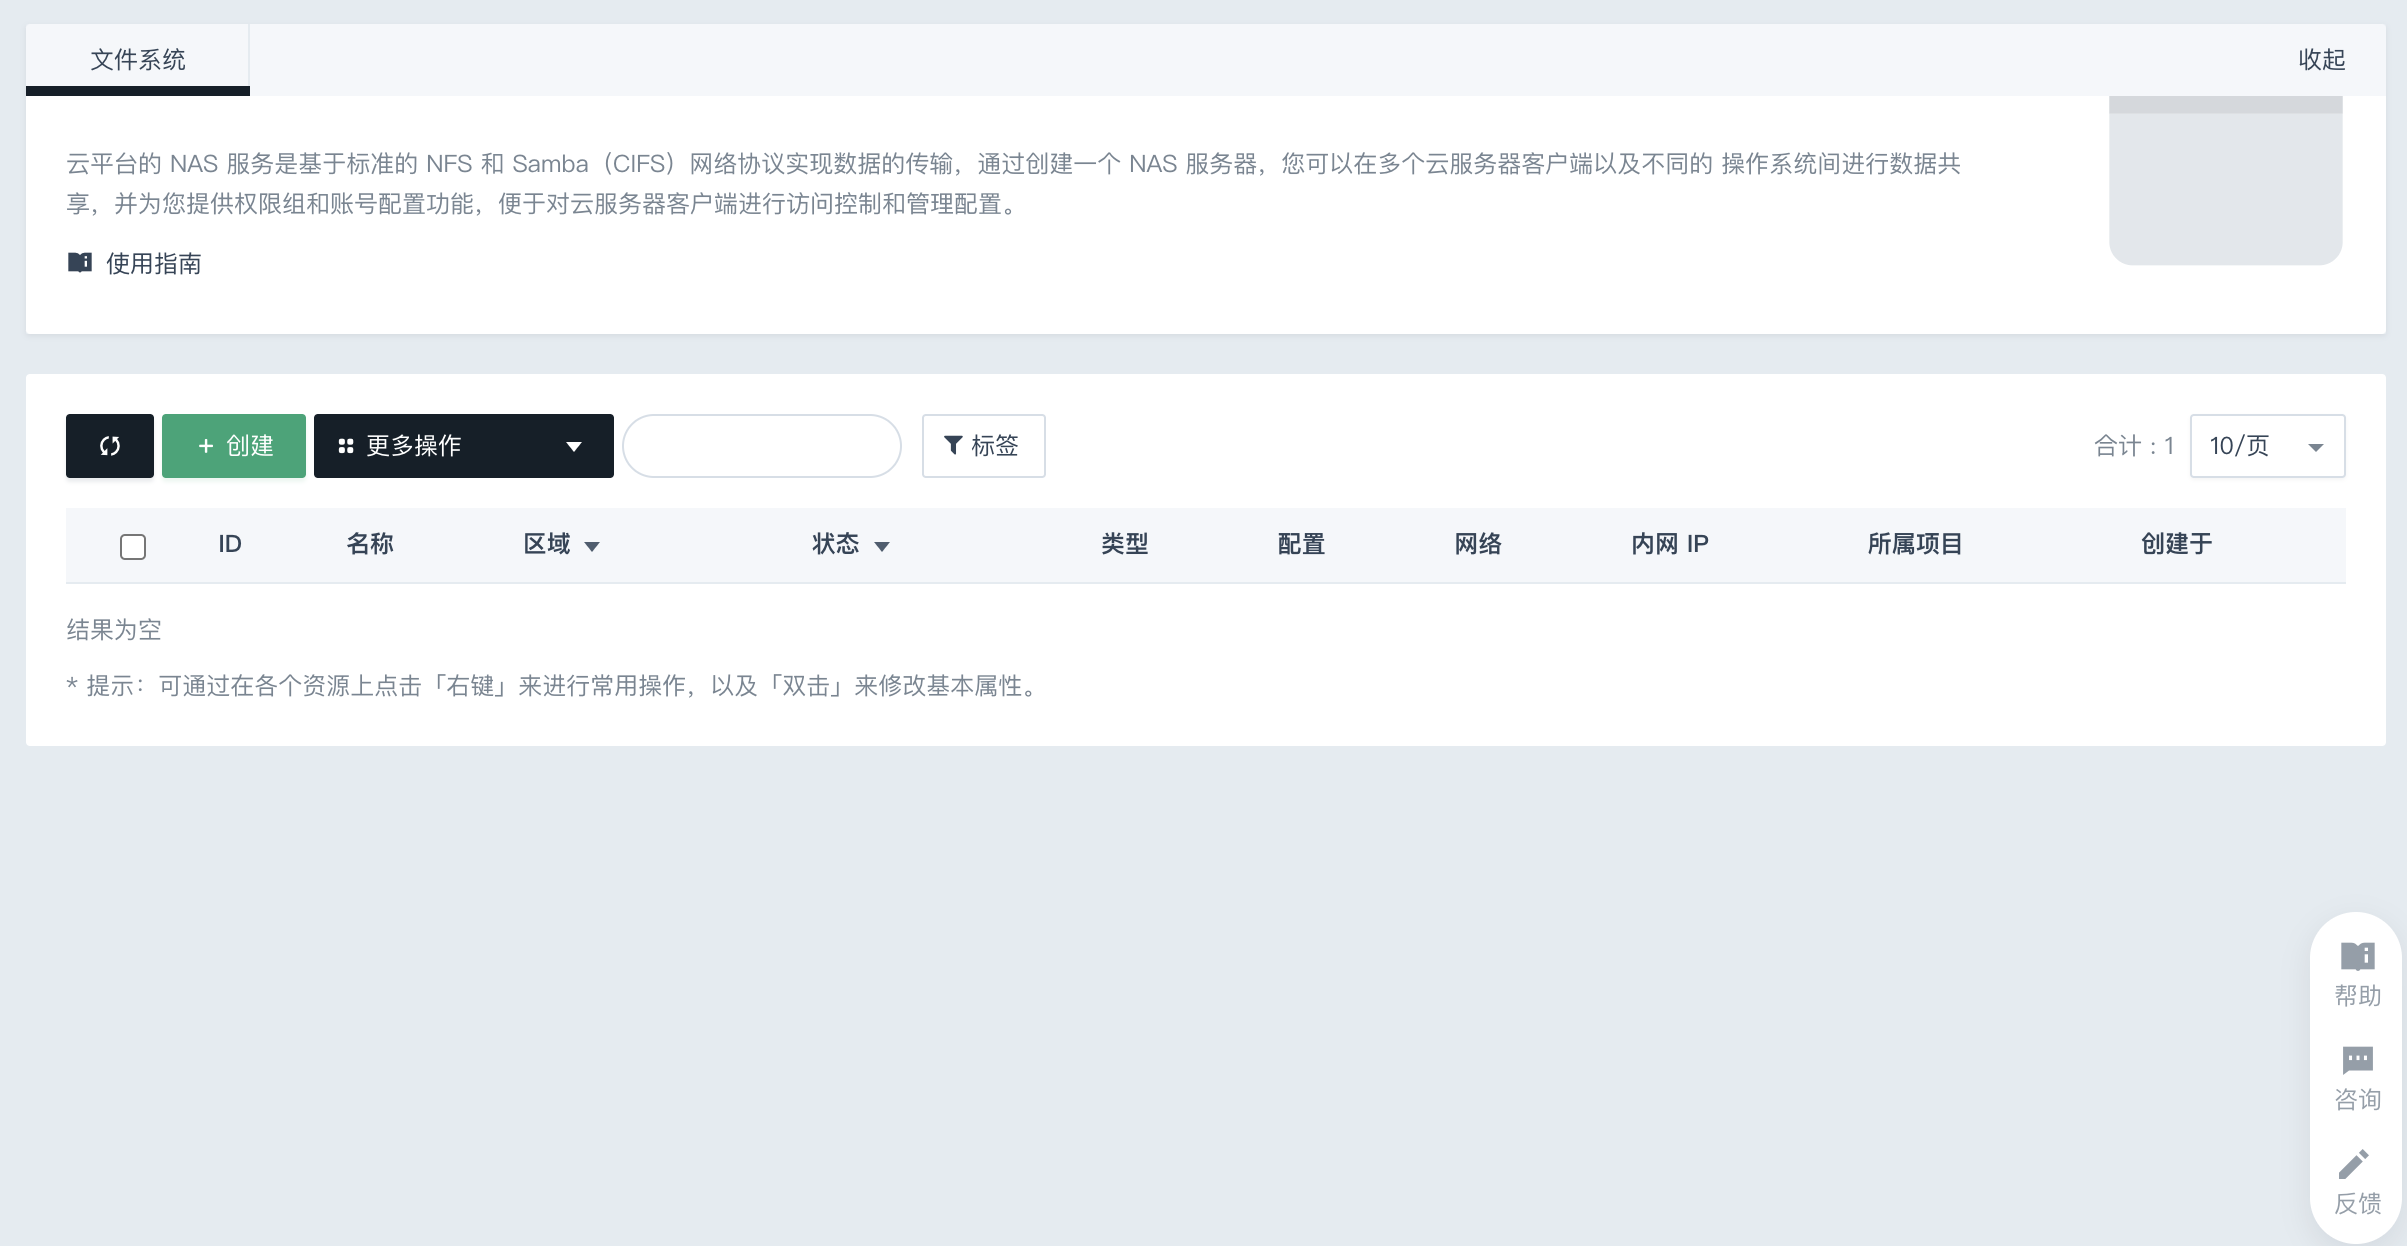 文件系统
收起
云平台的 NAS 服务是基于标准的 NFS 和 Samba（CIFS）网络协议实现数据的传输，通过创建一个 NAS 服务器，您可以在多个云服务器客户端以及不同的 操作系统间进行数据共
享，并为您提供权限组和账号配置功能，便于对云服务器客户端进行访问控制和管理配置。
使用指南
+ 创建 更多操作 标签 合计 : 1 10/页
ID 名称 区域 状态 类型 配置 网络 内网 IP 所属项目 创建于
结果为空
* 提示：可通过在各个资源上点击「右键」来进行常用操作，以及「双击」来修改基本属性。
帮助
咨询
反馈